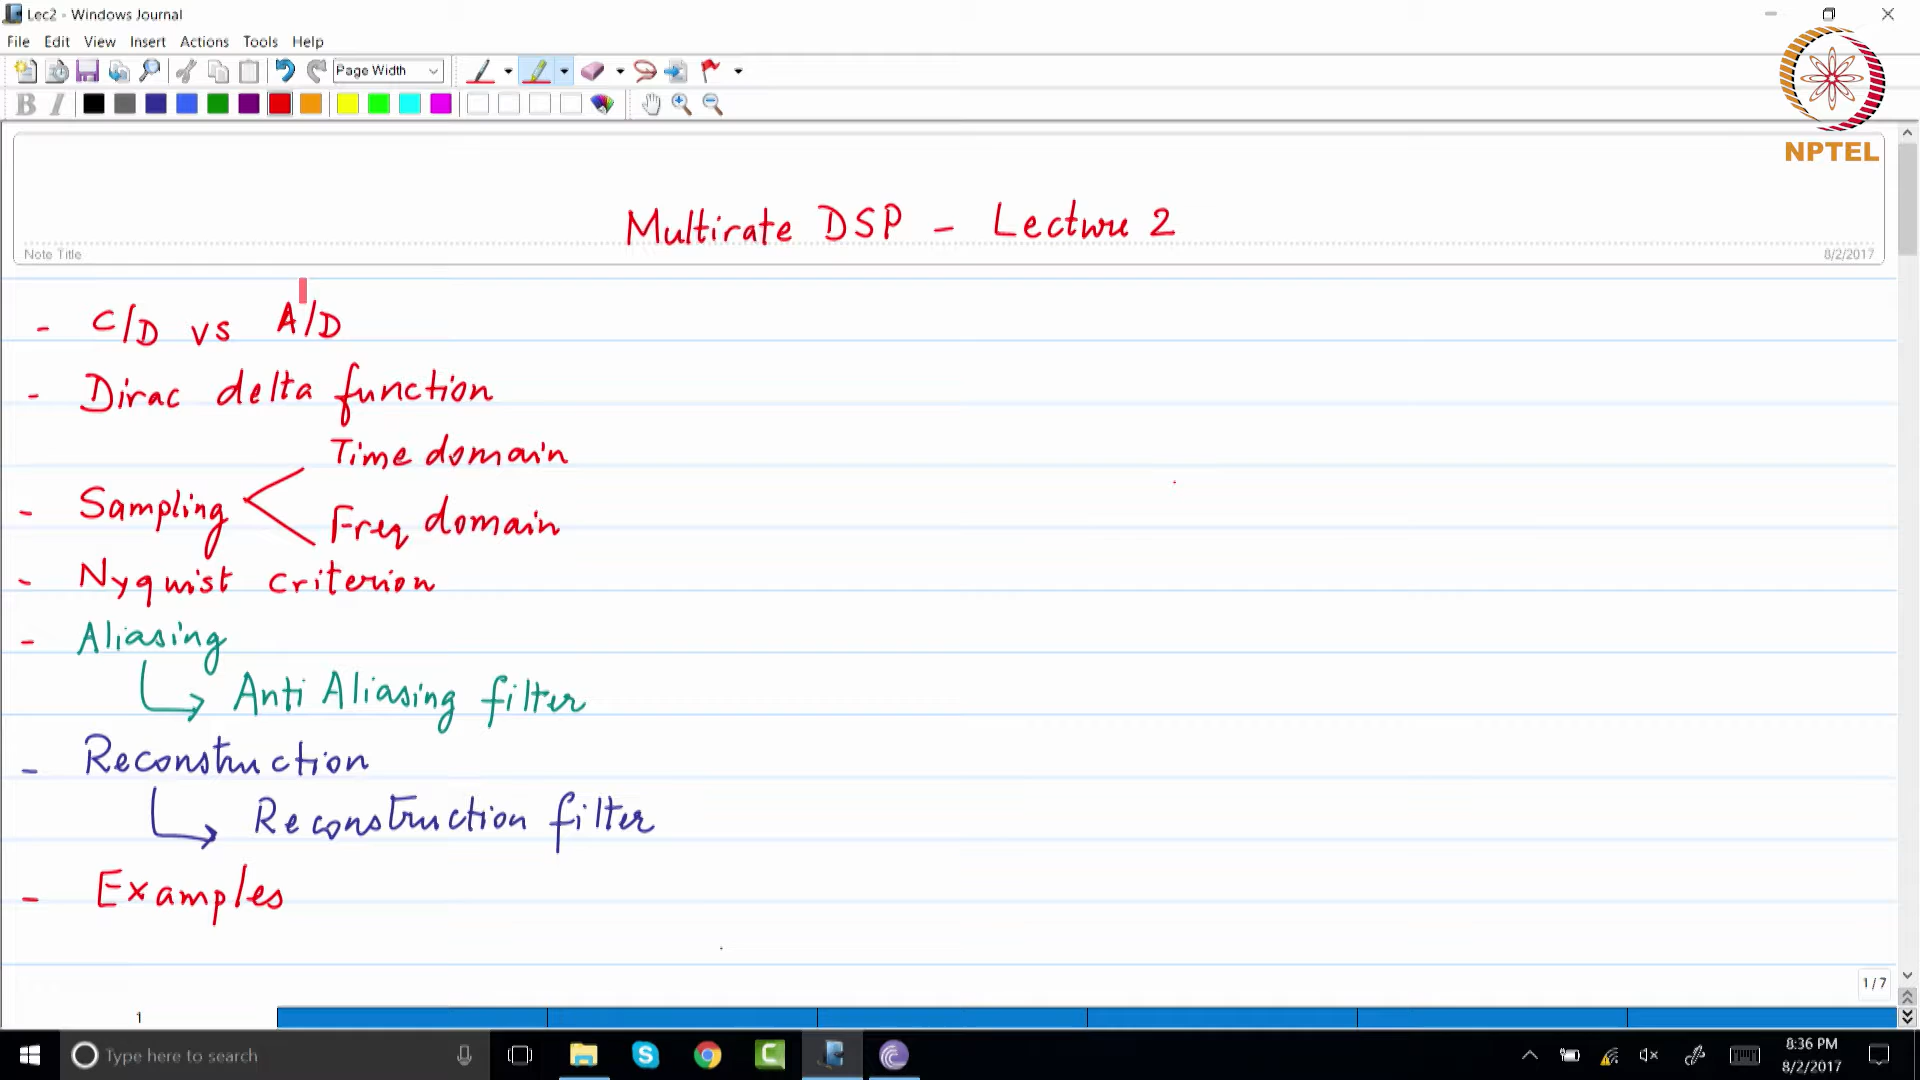 Lec2 - Windows Journal
File Edit View Insert Actions Tools Help
Page Width
B I
NPTEL
Multirate DSP - Lecture 2
Note Title
8/2/2017
- C/D vs A/D
- Dirac delta function
Time domain
- Sampling
Freq domain
- Nyquist criterion
- Aliasing
Anti Aliasing filter
- Reconstruction
Reconstruction filter
- Examples
1 / 7
1
Type here to search
8:36 PM
8/2/2017